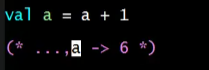 val a = a + 1
(* ...,a -> 6 *)